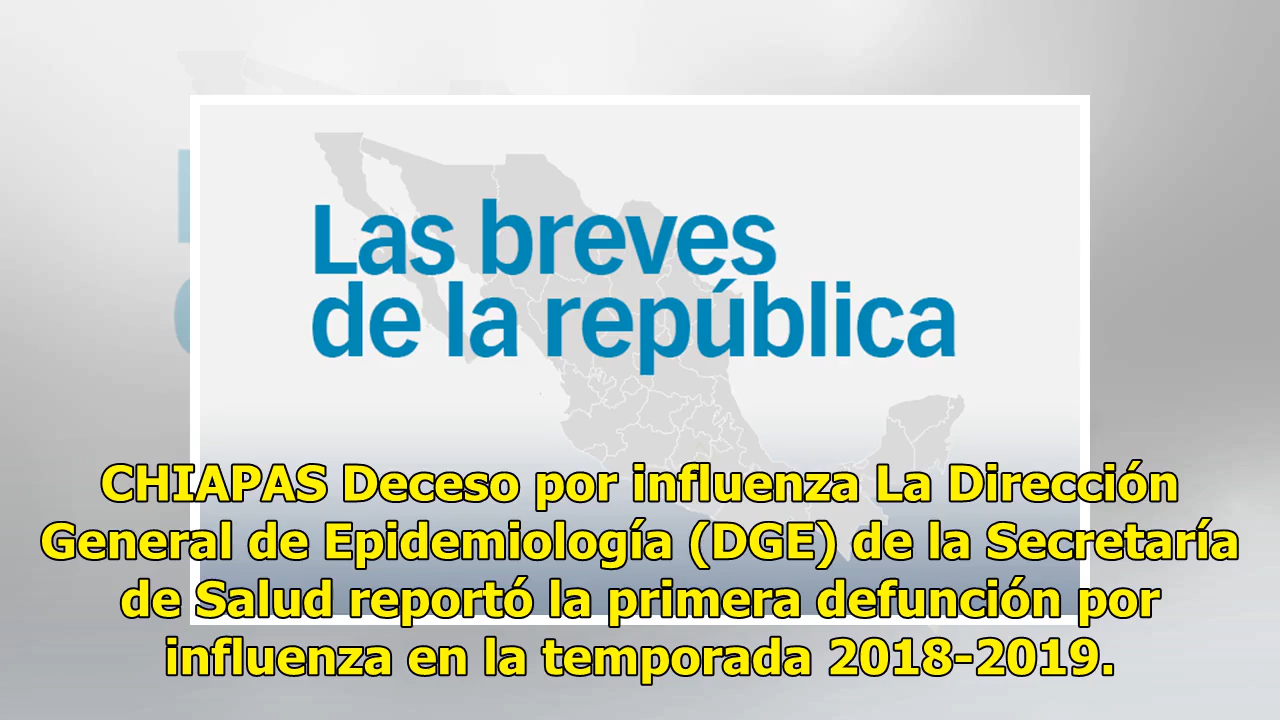 Las breves
de la república
CHIAPAS Deceso por influenza La Dirección
General de Epidemiología (DGE) de la Secretaría
de Salud reportó la primera defunción por
influenza en la temporada 2018-2019.